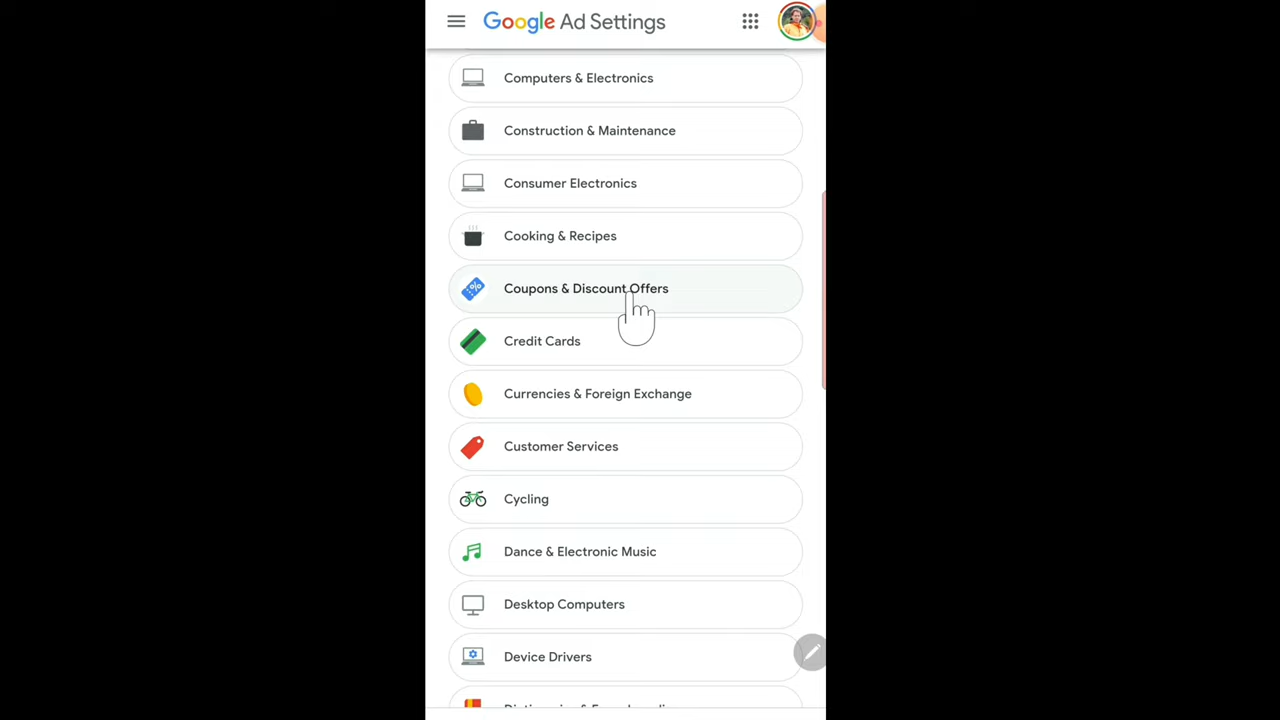 Google Ad Settings
Computers & Electronics
Construction & Maintenance
Consumer Electronics
Cooking & Recipes
Coupons & Discount Offers
Credit Cards
Currencies & Foreign Exchange
Customer Services
Cycling
Dance & Electronic Music
Desktop Computers
Device Drivers